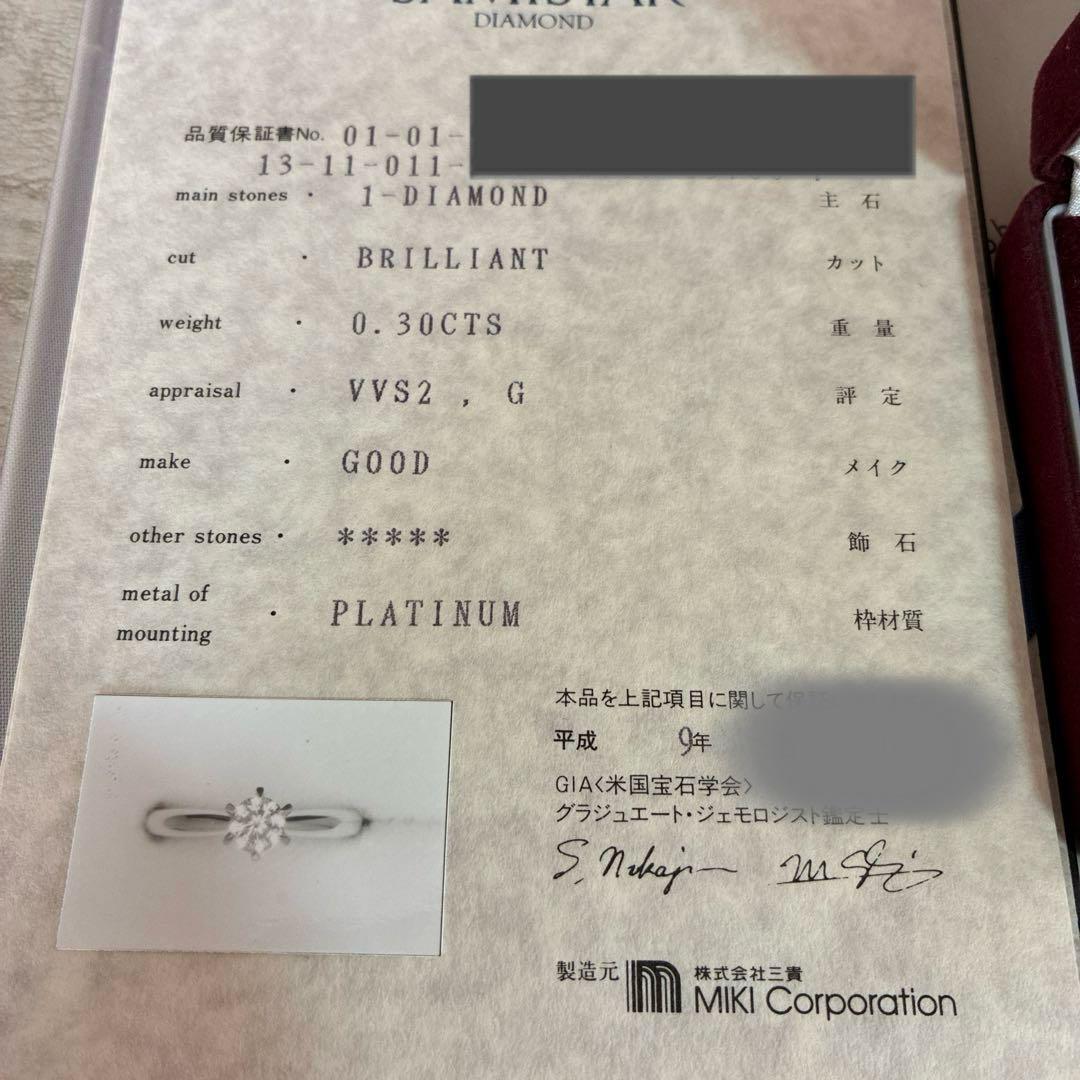 DIAMOND
品質保証書No. 01-01-
13-11-011-
main stones ・ 1-DIAMOND 主石
cut ・ BRILLIANT カット
weight ・ 0.30CTS 重量
appraisal ・ VVS2 , G 評定
make ・ GOOD メイク
other stones ・ ***** 飾石
metal of mounting ・ PLATINUM 枠材質
本品を上記項目に関して保証
平成 9年
GIA〈米国宝石学会〉
グラジュエート・ジェモロジスト鑑定士
製造元 株式会社三貴
MIKI Corporation